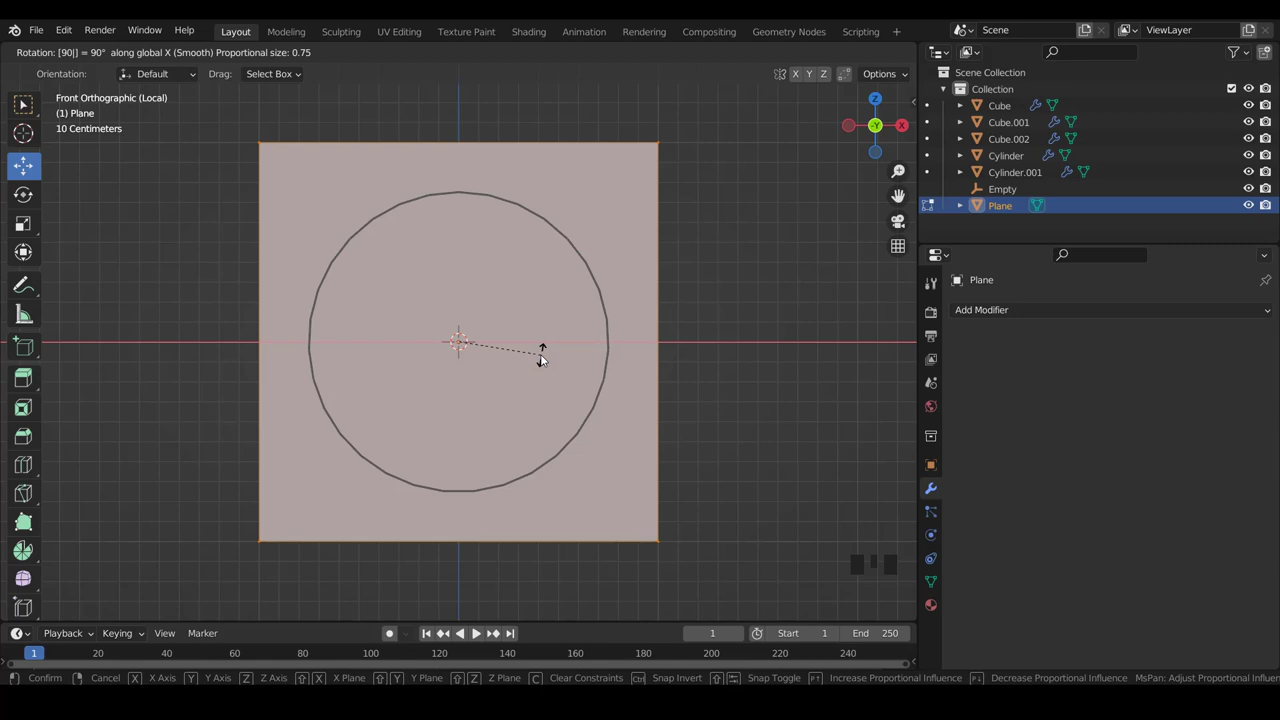 File Edit Render Window Help Layout Modeling Sculpting UV Editing Texture Paint Shading Animation Rendering Compositing Geometry Nodes Scripting + Scene ViewLayer
Rotation: [90|] = 90° along global X (Smooth) Proportional size: 0.75
Orientation: Default Drag: Select Box X Y Z Options
Front Orthographic (Local)
(1) Plane
10 Centimeters
Z
-Y X
Scene Collection
Collection
Cube
Cube.001
Cube.002
Cylinder
Cylinder.001
Empty
Plane
Plane
Add Modifier
Playback Keying View Marker 1 Start 1 End 250
1 20 40 60 80 100 120 140 160 180 200 220 240
Confirm Cancel X X Axis Y Y Axis Z Z Axis X X Plane Y Y Plane Z Z Plane C Clear Constraints Ctrl Snap Invert Snap Toggle Increase Proportional Influence Decrease Proportional Influence MsPan: Adjust Proportional Infl